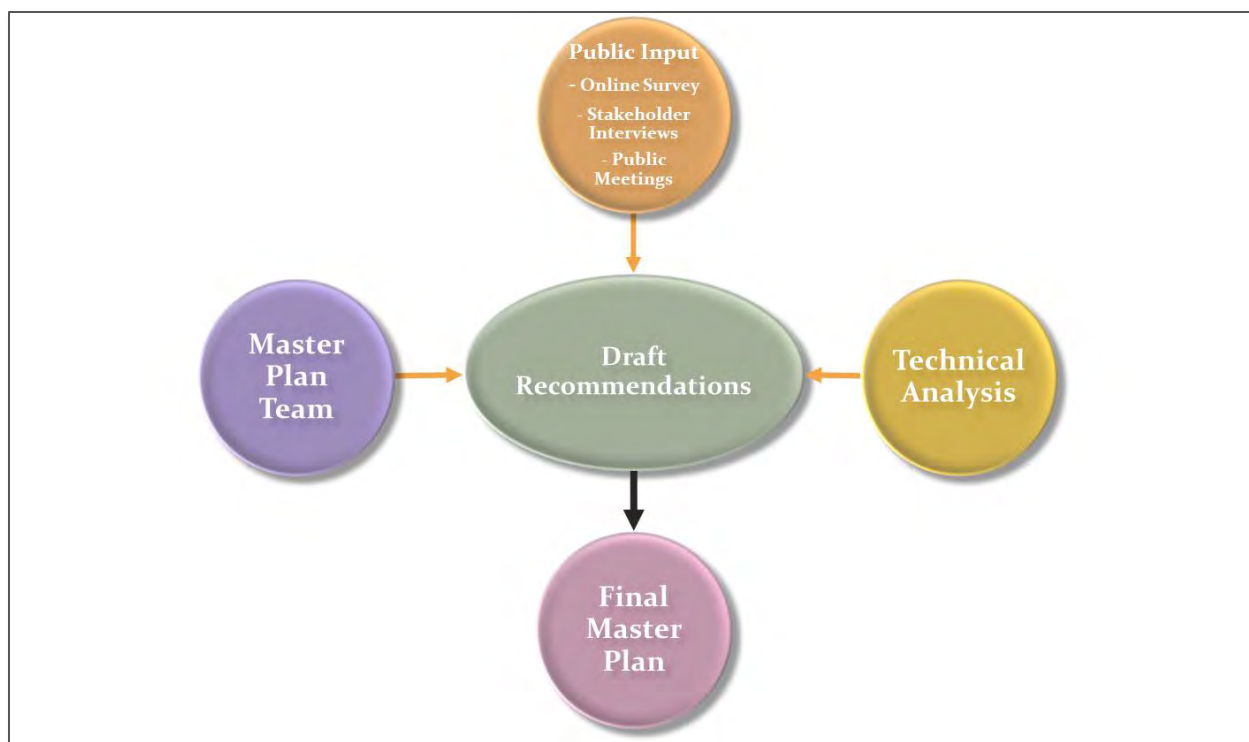 Public Input
- Online Survey
- Stakeholder
Interviews
- Public
Meetings
Master
Plan
Team
Draft
Recommendations
Technical
Analysis
Final
Master
Plan